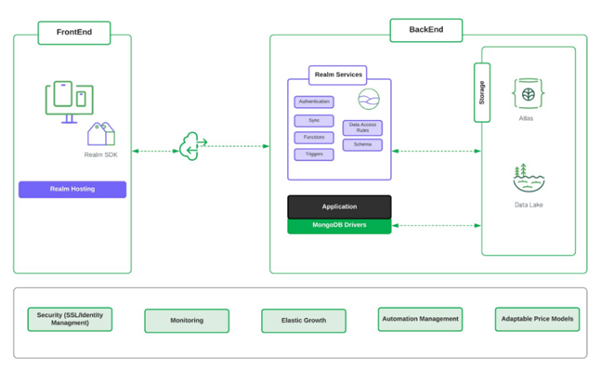 FrontEnd
BackEnd
Realm Services
Authentication
Sync
Functions
Triggers
Data Access
Rules
Schema
Storage
Atlas
Data Lake
Realm SDK
Realm Hosting
Application
MongoDB Drivers
Security (SSL/Identity
Managment)
Monitoring
Elastic Growth
Automation Management
Adaptable Price Models